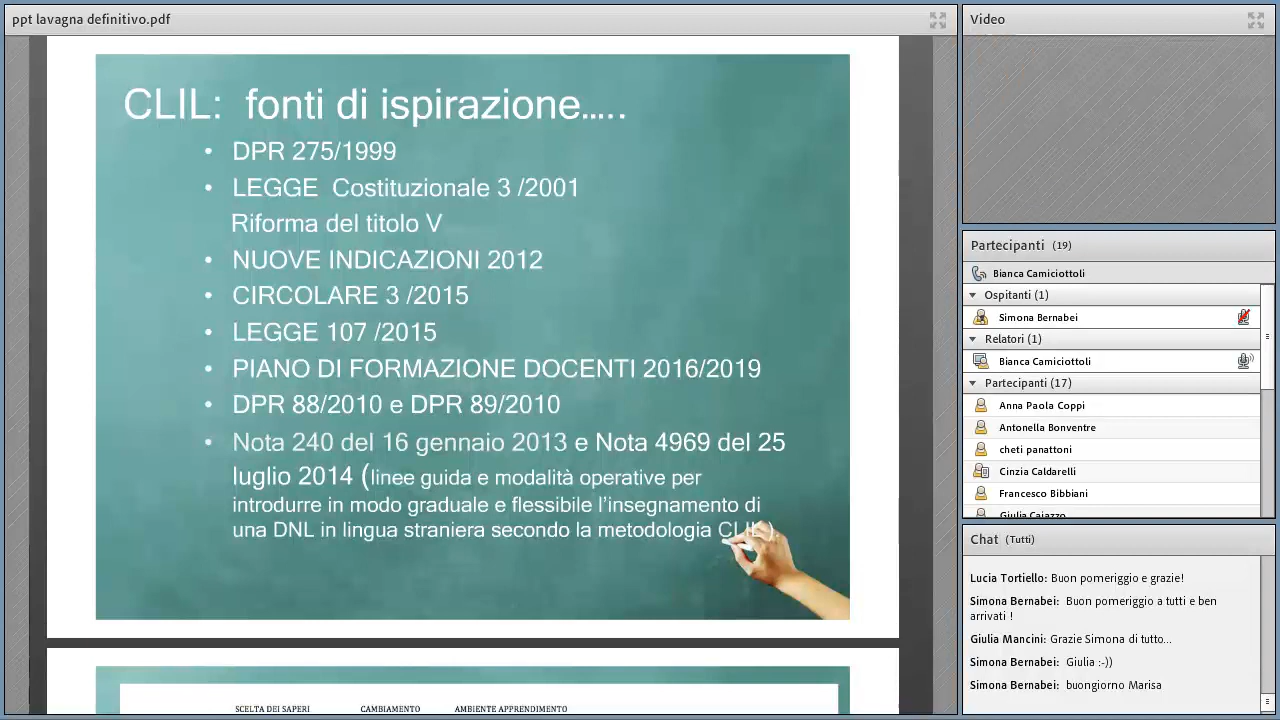 ppt lavagna definitivo.pdf
CLIL: fonti di ispirazione.....
• DPR 275/1999
• LEGGE Costituzionale 3 /2001
Riforma del titolo V
• NUOVE INDICAZIONI 2012
• CIRCOLARE 3 /2015
• LEGGE 107 /2015
• PIANO DI FORMAZIONE DOCENTI 2016/2019
• DPR 88/2010 e DPR 89/2010
• Nota 240 del 16 gennaio 2013 e Nota 4969 del 25
luglio 2014 (linee guida e modalità operative per
introdurre in modo graduale e flessibile l'insegnamento di
una DNL in lingua straniera secondo la metodologia CLIL).
SCELTA DEI SAPERI CAMBIAMENTO AMBIENTE APPRENDIMENTO
Video
Partecipanti (19)
Bianca Camiciottoli
Ospitanti (1)
Simona Bernabei
Relatori (1)
Bianca Camiciottoli
Partecipanti (17)
Anna Paola Coppi
Antonella Bonventre
cheti panattoni
Cinzia Caldarelli
Francesco Bibbiani
Giulia Caiazzo
Chat (Tutti)
Lucia Tortiello: Buon pomeriggio e grazie!
Simona Bernabei: Buon pomeriggio a tutti e ben
arrivati !
Giulia Mancini: Grazie Simona di tutto...
Simona Bernabei: Giulia :-))
Simona Bernabei: buongiorno Marisa